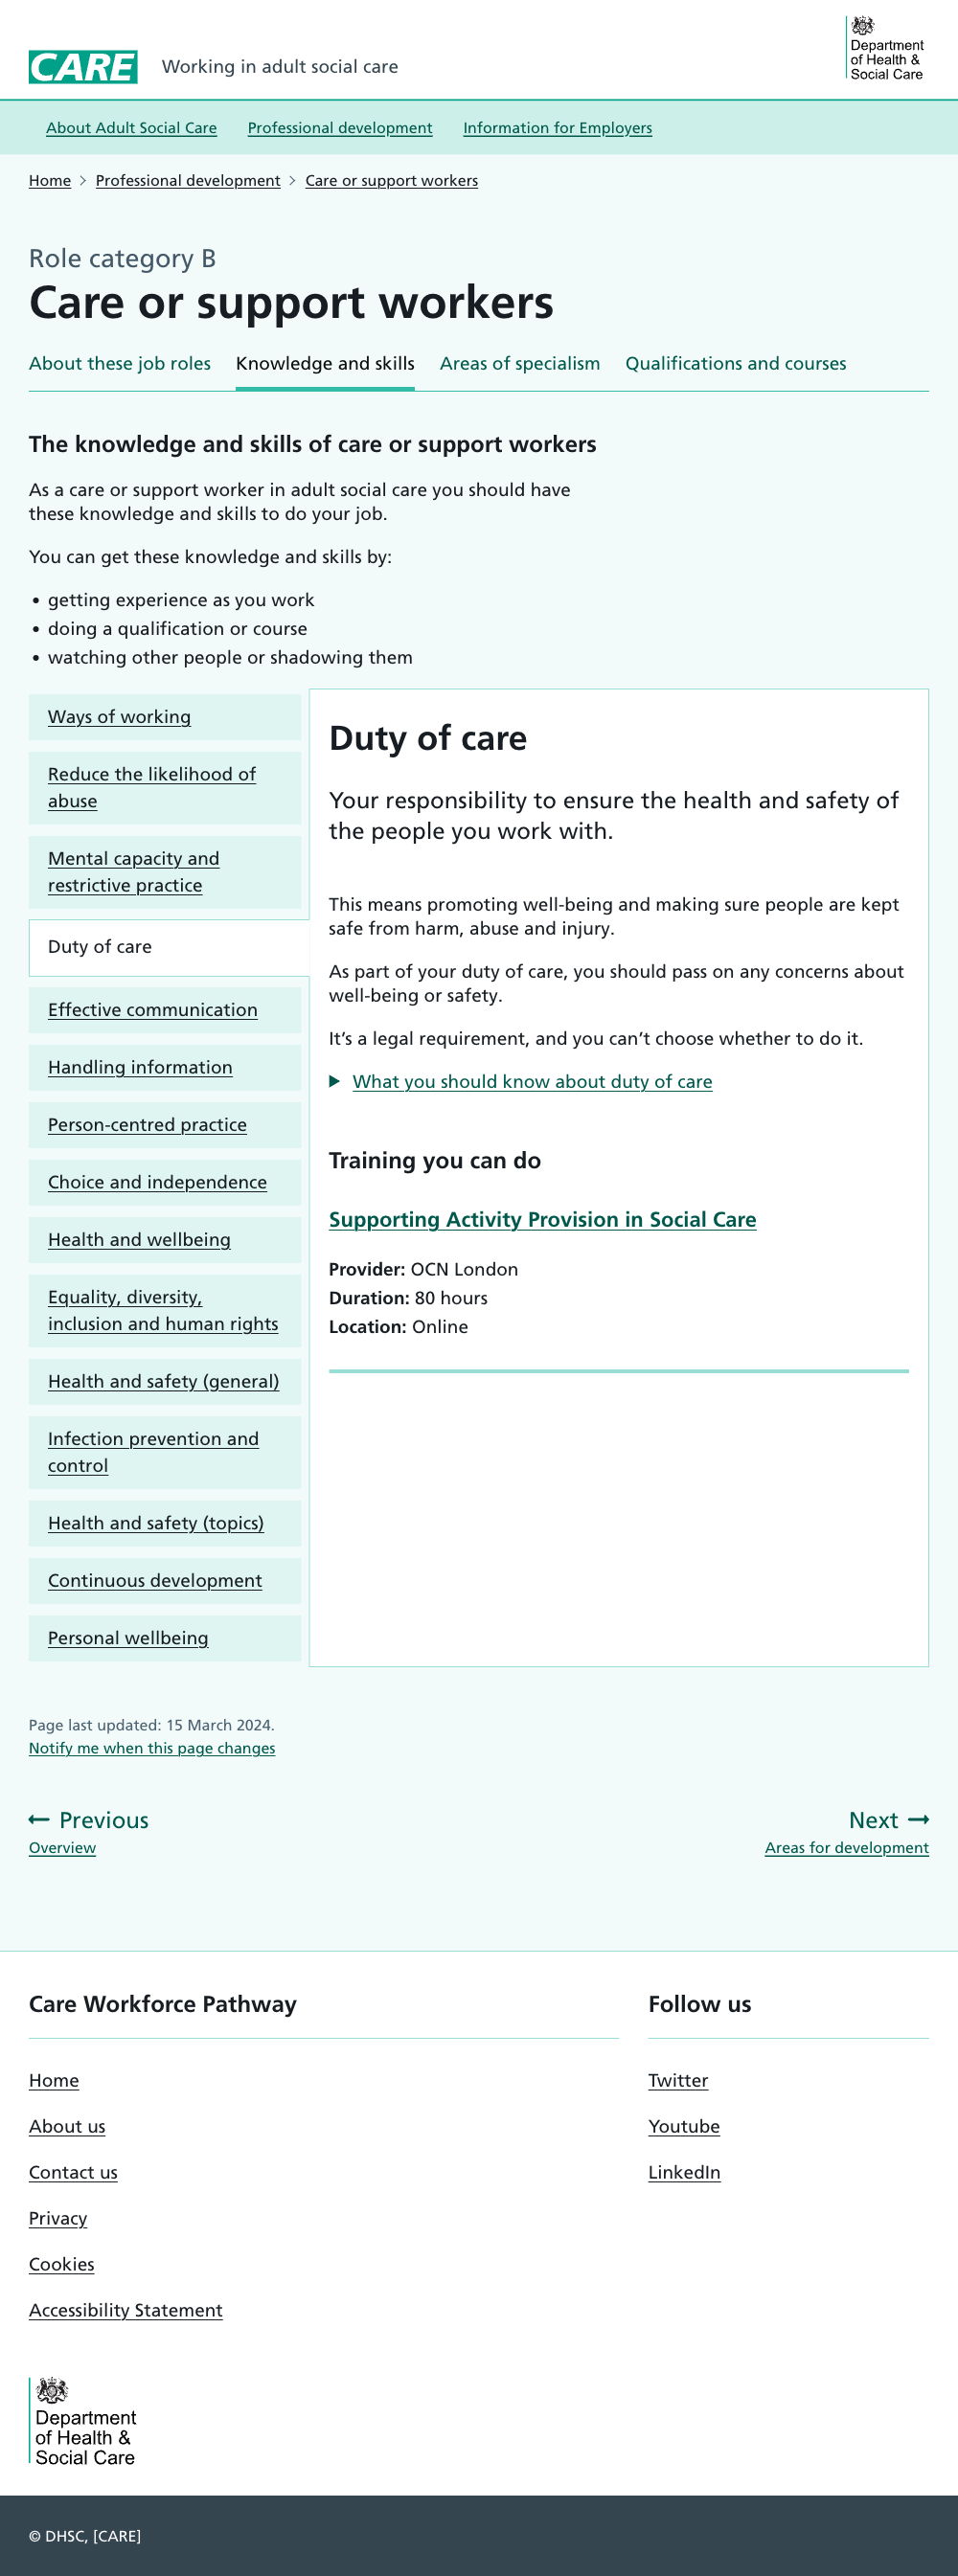 CARE
Working in adult social care
Department
of Health &
Social Care
About Adult Social Care
Professional development
Information for Employers
Home
Professional development
Care or support workers
Role category B
Care or support workers
About these job roles
Knowledge and skills
Areas of specialism
Qualifications and courses
The knowledge and skills of care or support workers
As a care or support worker in adult social care you should have
these knowledge and skills to do your job.
You can get these knowledge and skills by:
• getting experience as you work
• doing a qualification or course
• watching other people or shadowing them
Ways of working
Reduce the likelihood of
abuse
Mental capacity and
restrictive practice
Duty of care
Effective communication
Handling information
Person-centred practice
Choice and independence
Health and wellbeing
Equality, diversity,
inclusion and human rights
Health and safety (general)
Infection prevention and
control
Health and safety (topics)
Continuous development
Personal wellbeing
Duty of care
Your responsibility to ensure the health and safety of
the people you work with.
This means promoting well-being and making sure people are kept
safe from harm, abuse and injury.
As part of your duty of care, you should pass on any concerns about
well-being or safety.
It’s a legal requirement, and you can’t choose whether to do it.
What you should know about duty of care
Training you can do
Supporting Activity Provision in Social Care
Provider: OCN London
Duration: 80 hours
Location: Online
Page last updated: 15 March 2024.
Notify me when this page changes
Previous
Overview
Next
Areas for development
Care Workforce Pathway
Home
About us
Contact us
Privacy
Cookies
Accessibility Statement
Follow us
Twitter
Youtube
LinkedIn
Department
of Health &
Social Care
© DHSC, [CARE]